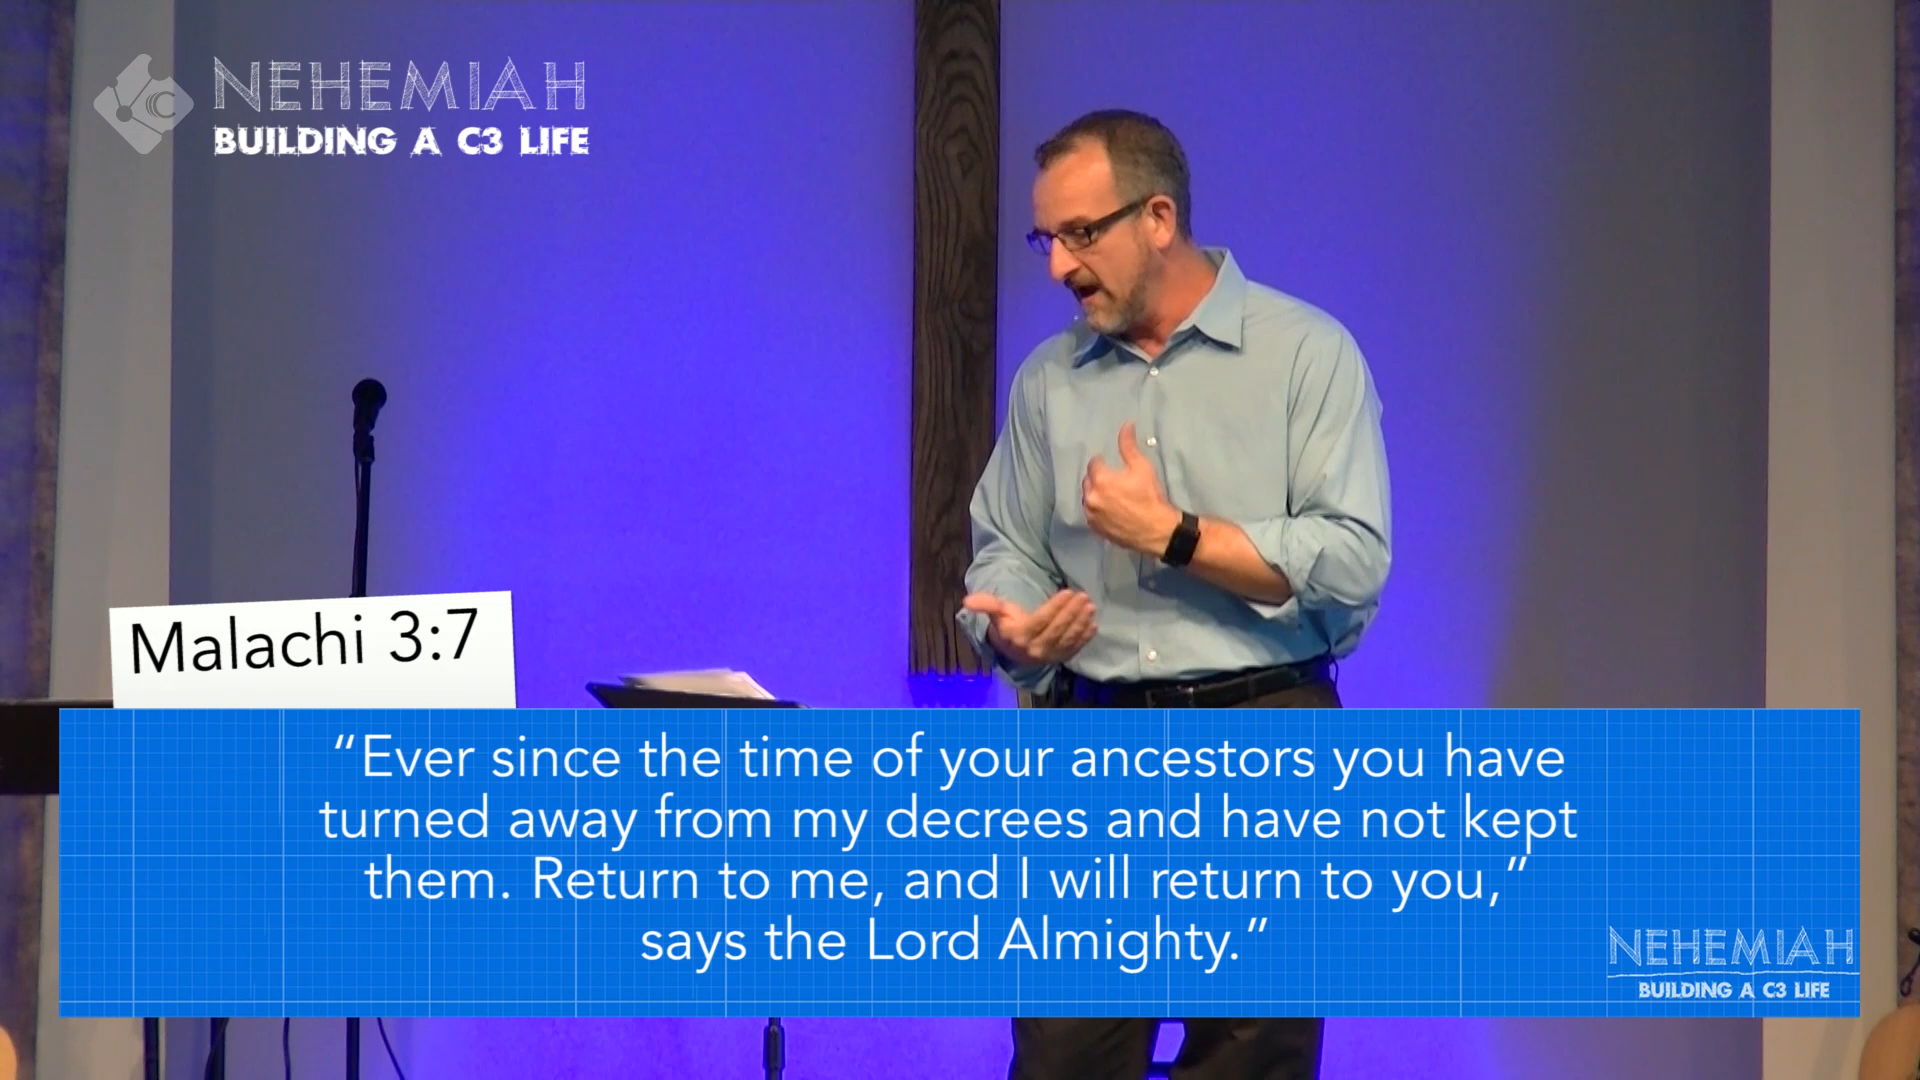 NEHEMIAH
BUILDING A C3 LIFE
Malachi 3:7
“Ever since the time of your ancestors you have
turned away from my decrees and have not kept
them. Return to me, and I will return to you,”
says the Lord Almighty.”
NEHEMIAH
BUILDING A C3 LIFE